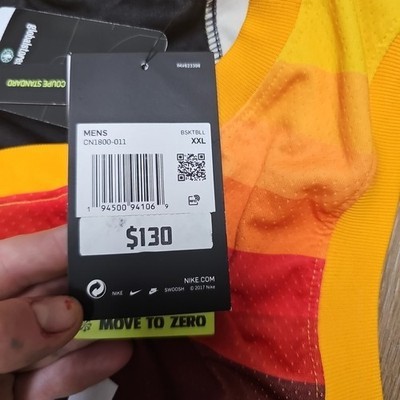 COUPE STANDARD
MENS
CN1800-011
BSKTBLL
XXL
1 94500 94106 9
$130
NIKE.COM
NIKE
SWOOSH © 2017 Nike
MOVE TO ZERO